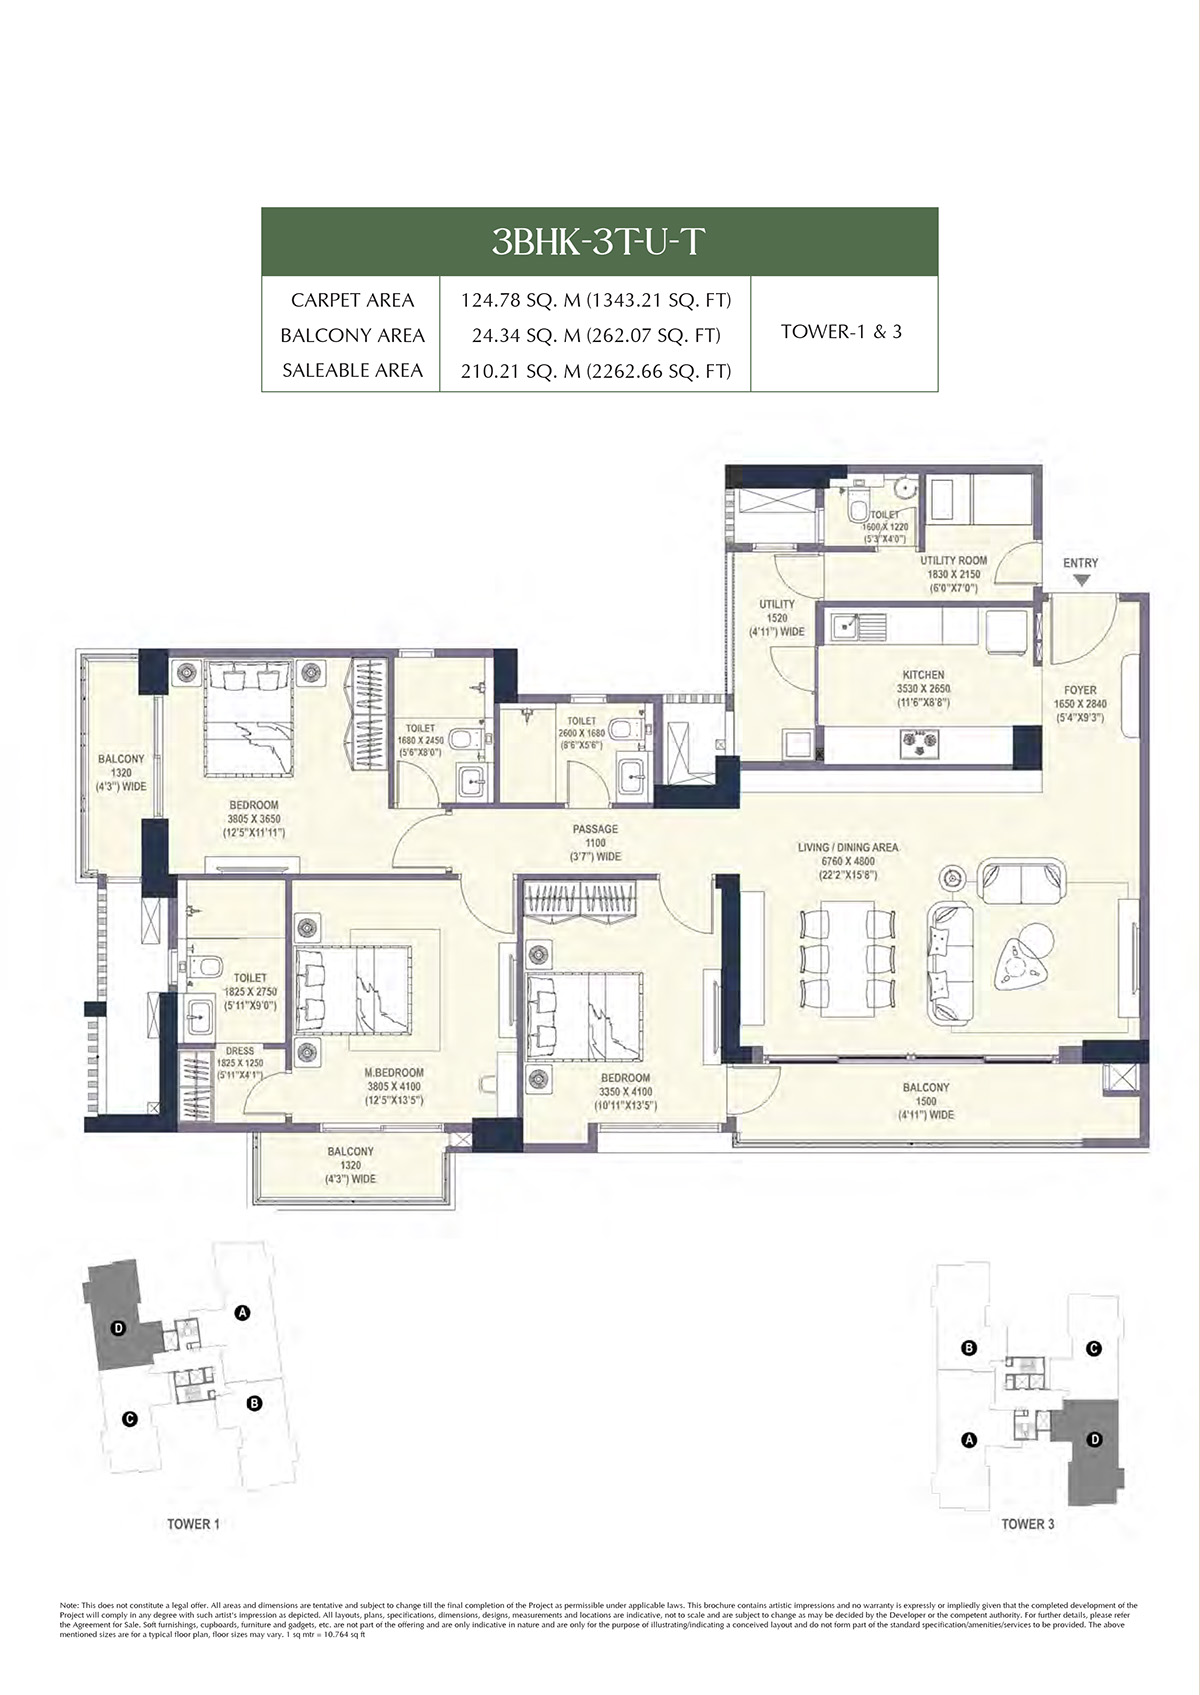 3BHK-3T-U-T
CARPET AREA
124.78 SQ. M (1343.21 SQ. FT)
BALCONY AREA
24.34 SQ. M (262.07 SQ. FT)
SALEABLE AREA
210.21 SQ. M (2262.66 SQ. FT)
TOWER-1 & 3
TOILET
1600 X 1220
(5'3"X4'0")
UTILITY ROOM
1830 X 2150
(6'0"X7'0")
ENTRY
UTILITY
1520
(4'11") WIDE
KITCHEN
3530 X 2650
(11'6"X8'8")
FOYER
1650 X 2840
(5'4"X9'3")
BALCONY
1320
(4'3") WIDE
BEDROOM
3805 X 3650
(12'5"X11'11")
TOILET
1680 X 2450
(5'6"X8'0")
TOILET
2600 X 1680
(8'6"X5'6")
PASSAGE
1100
(3'7") WIDE
LIVING / DINING AREA
6760 X 4800
(22'2"X15'8")
TOILET
1825 X 2750
(5'11"X9'0")
DRESS
1825 X 1250
(5'11"X4'1")
M.BEDROOM
3805 X 4100
(12'5"X13'5")
BEDROOM
3350 X 4100
(10'11"X13'5")
BALCONY
1500
(4'11") WIDE
BALCONY
1320
(4'3") WIDE
A
D
B
C
TOWER 1
B
C
A
D
TOWER 3
Note: This does not constitute a legal offer. All areas and dimensions are tentative and subject to change till the final completion of the Project as permissible under applicable laws. This brochure contains artistic impressions and no warranty is expressly or impliedly given that the completed development of the
Project will comply in any degree with such artist's impression as depicted. All layouts, plans, specifications, dimensions, designs, measurements and locations are indicative, not to scale and are subject to change as may be decided by the Developer or the competent authority. For further details, please refer
the Agreement for Sale. Soft furnishings, cupboards, furniture and gadgets, etc. are not part of the offering and are only indicative in nature and are only for the purpose of illustrating/indicating a conceived layout and do not form part of the standard specification/amenities/services to be provided. The above
mentioned sizes are for a typical floor plan, floor sizes may vary. 1 sq mtr = 10.764 sq ft